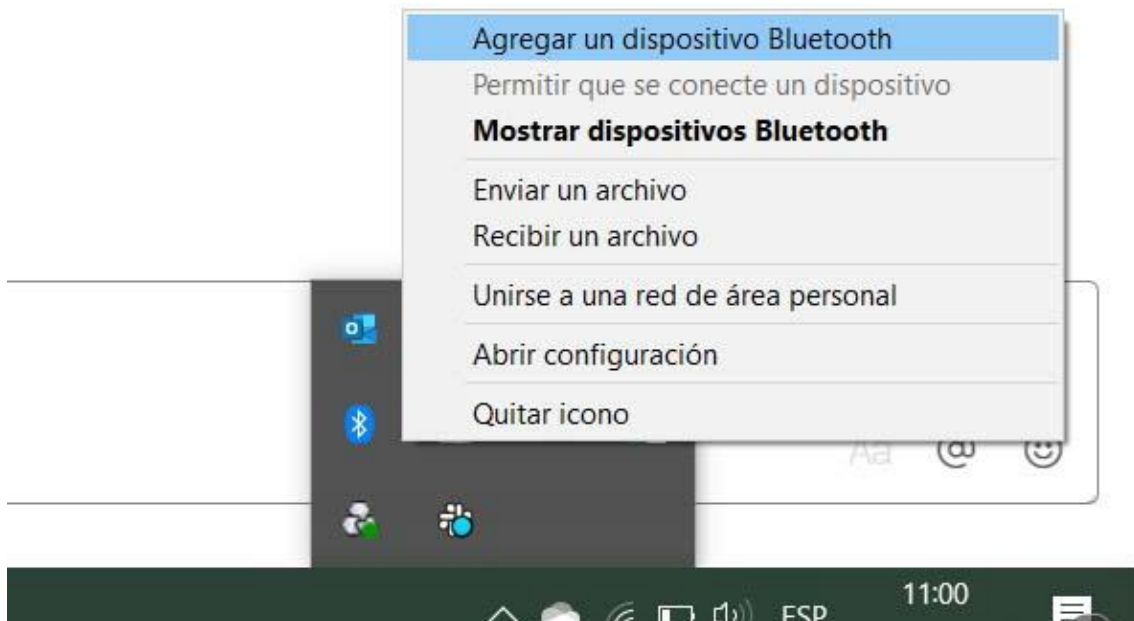 Agregar un dispositivo Bluetooth
Permitir que se conecte un dispositivo
Mostrar dispositivos Bluetooth
Enviar un archivo
Recibir un archivo
Unirse a una red de área personal
Abrir configuración
Quitar icono
Aa @
11:00
ESP